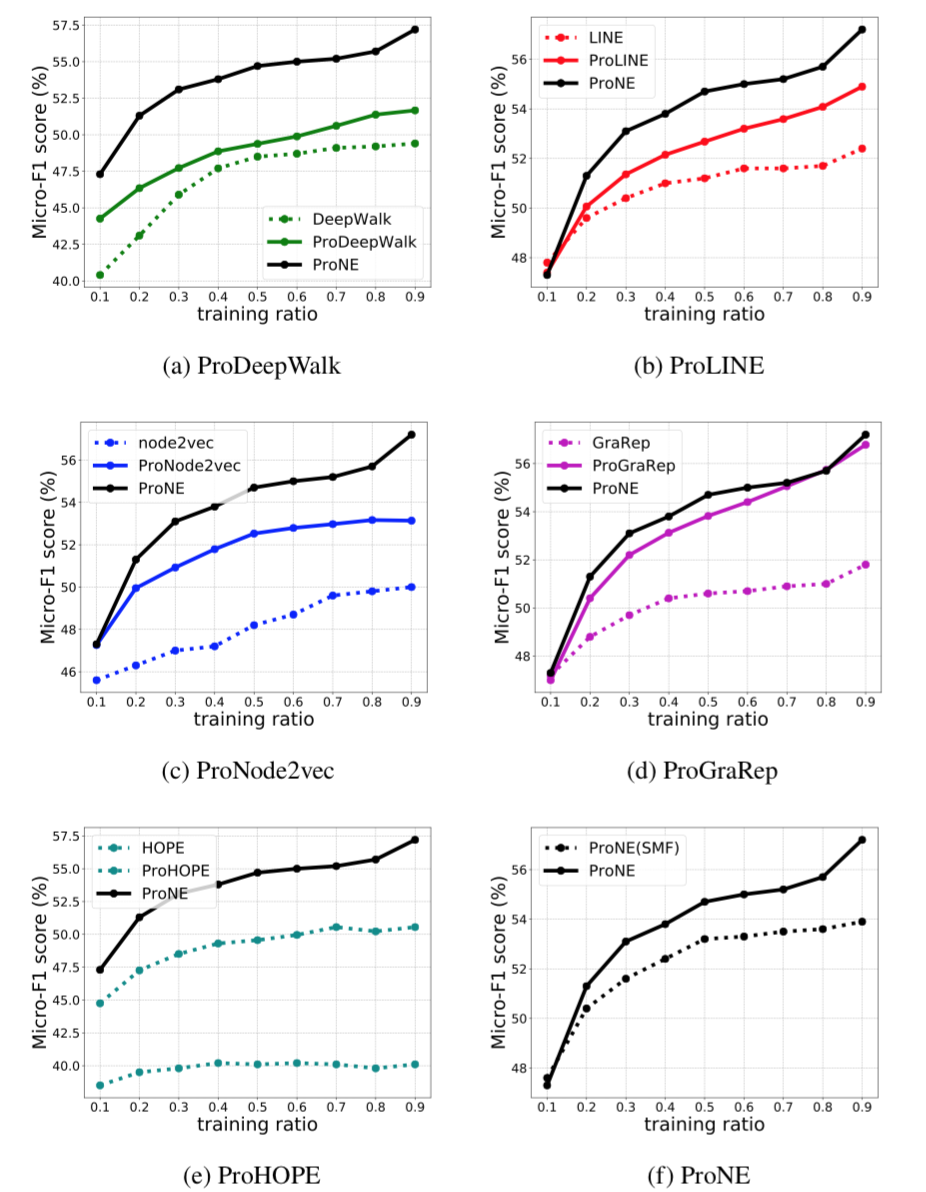 57.5
55.0
52.5
50.0
47.5
45.0
42.5
40.0
Micro-F1 score (%)
DeepWalk
ProDeepWalk
ProNE
0.1 0.2 0.3 0.4 0.5 0.6 0.7 0.8 0.9
training ratio
(a) ProDeepWalk
56
54
52
50
48
Micro-F1 score (%)
LINE
ProLINE
ProNE
0.1 0.2 0.3 0.4 0.5 0.6 0.7 0.8 0.9
training ratio
(b) ProLINE
56
54
52
50
48
46
Micro-F1 score (%)
node2vec
ProNode2vec
ProNE
0.1 0.2 0.3 0.4 0.5 0.6 0.7 0.8 0.9
training ratio
(c) ProNode2vec
56
54
52
50
48
Micro-F1 score (%)
GraRep
ProGraRep
ProNE
0.1 0.2 0.3 0.4 0.5 0.6 0.7 0.8 0.9
training ratio
(d) ProGraRep
57.5
55.0
52.5
50.0
47.5
45.0
42.5
40.0
Micro-F1 score (%)
HOPE
ProHOPE
ProNE
0.1 0.2 0.3 0.4 0.5 0.6 0.7 0.8 0.9
training ratio
(e) ProHOPE
56
54
52
50
48
Micro-F1 score (%)
ProNE(SMF)
ProNE
0.1 0.2 0.3 0.4 0.5 0.6 0.7 0.8 0.9
training ratio
(f) ProNE